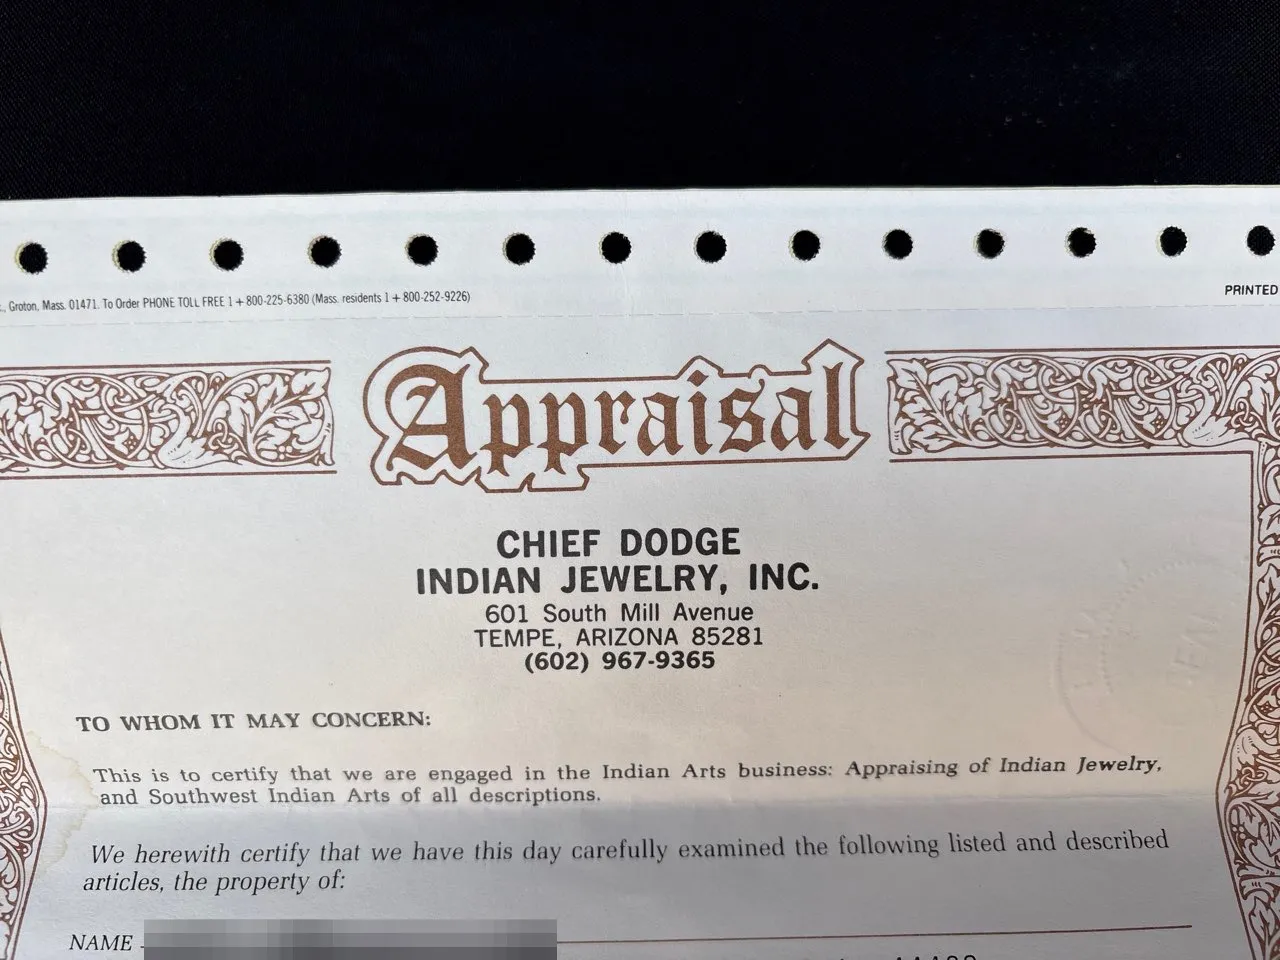 , Groton, Mass. 01471. To Order PHONE TOLL FREE 1 + 800-225-6380 (Mass. residents 1 + 800-252-9226)
PRINTED
Appraisal
CHIEF DODGE
INDIAN JEWELRY, INC.
601 South Mill Avenue
TEMPE, ARIZONA 85281
(602) 967-9365
TO WHOM IT MAY CONCERN:
This is to certify that we are engaged in the Indian Arts business: Appraising of Indian Jewelry,
and Southwest Indian Arts of all descriptions.
We herewith certify that we have this day carefully examined the following listed and described
articles, the property of:
NAME